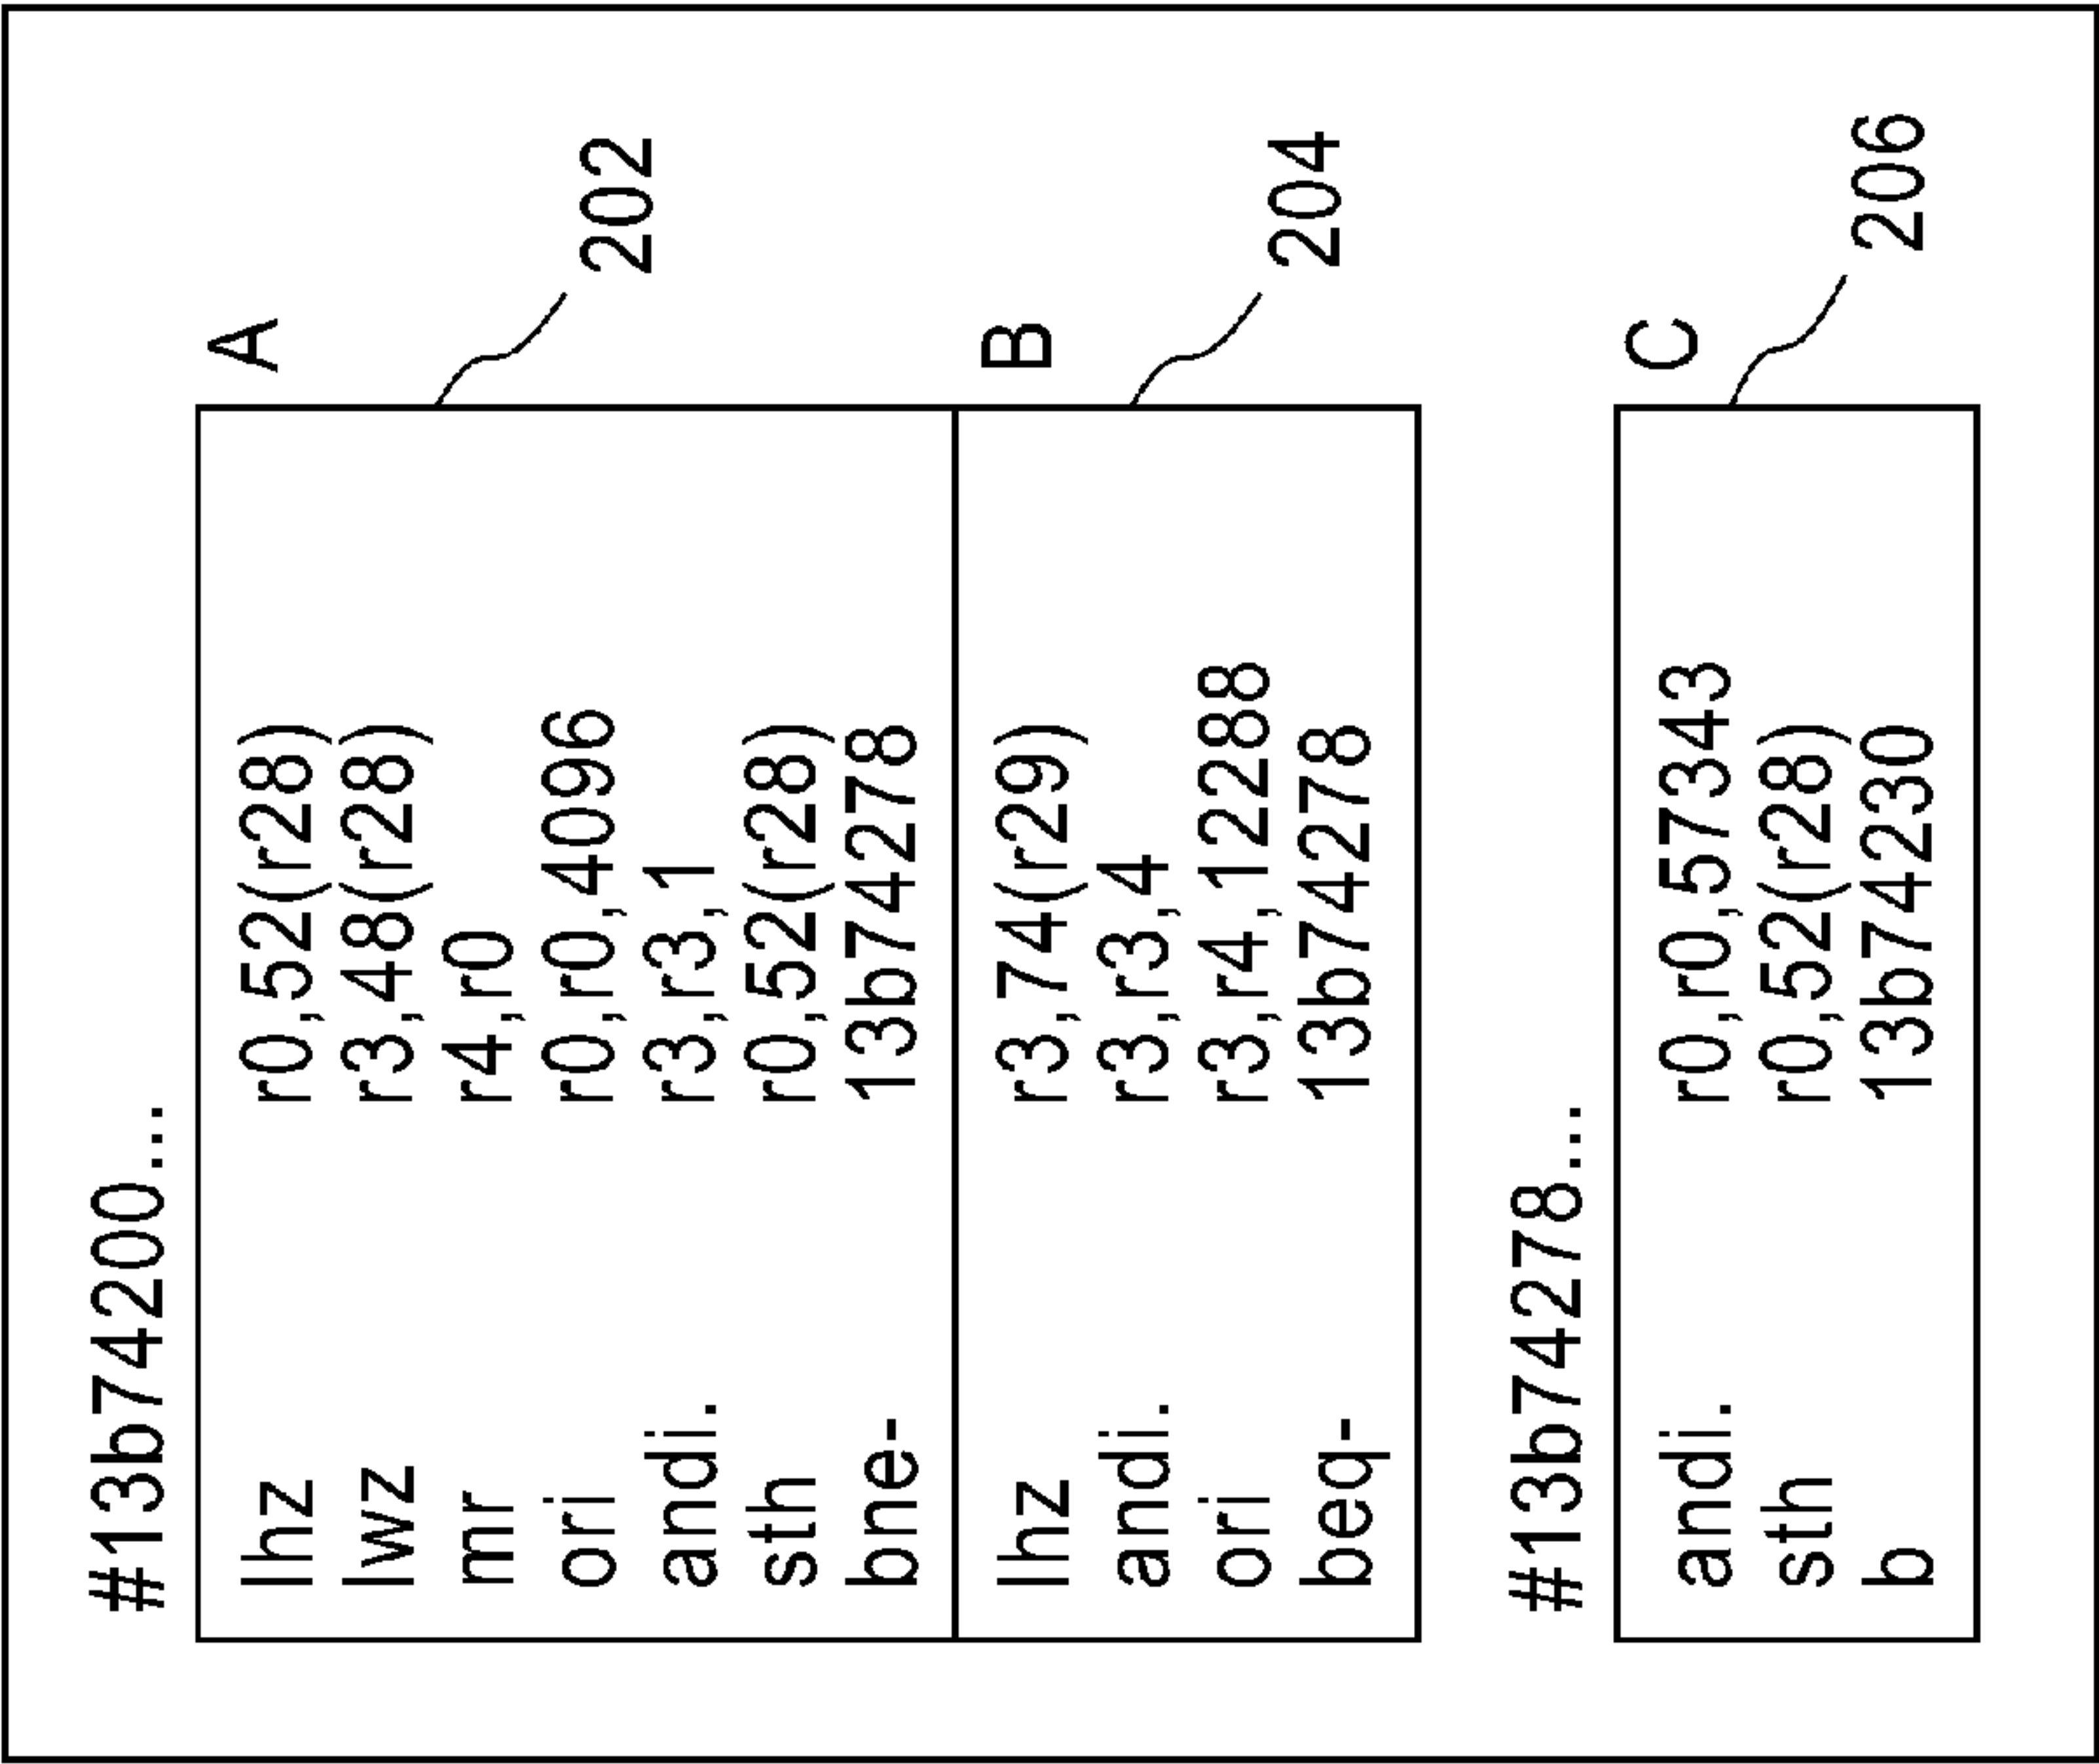 #13b74200...
A
lhz r0,52(r28)
lwz r3,48(r28)
mr r4,r0
ori r0,r0,4096
andi. r3,r3,1
sth r0,52(r28)
bne- 13b74278
202
B
lhz r3,74(r29)
andi. r3,r3,4
ori r3,r4,12288
beq- 13b74278
204
#13b74278...
C
andi. r0,r0,57343
sth r0,52(r28)
b 13b74230
206